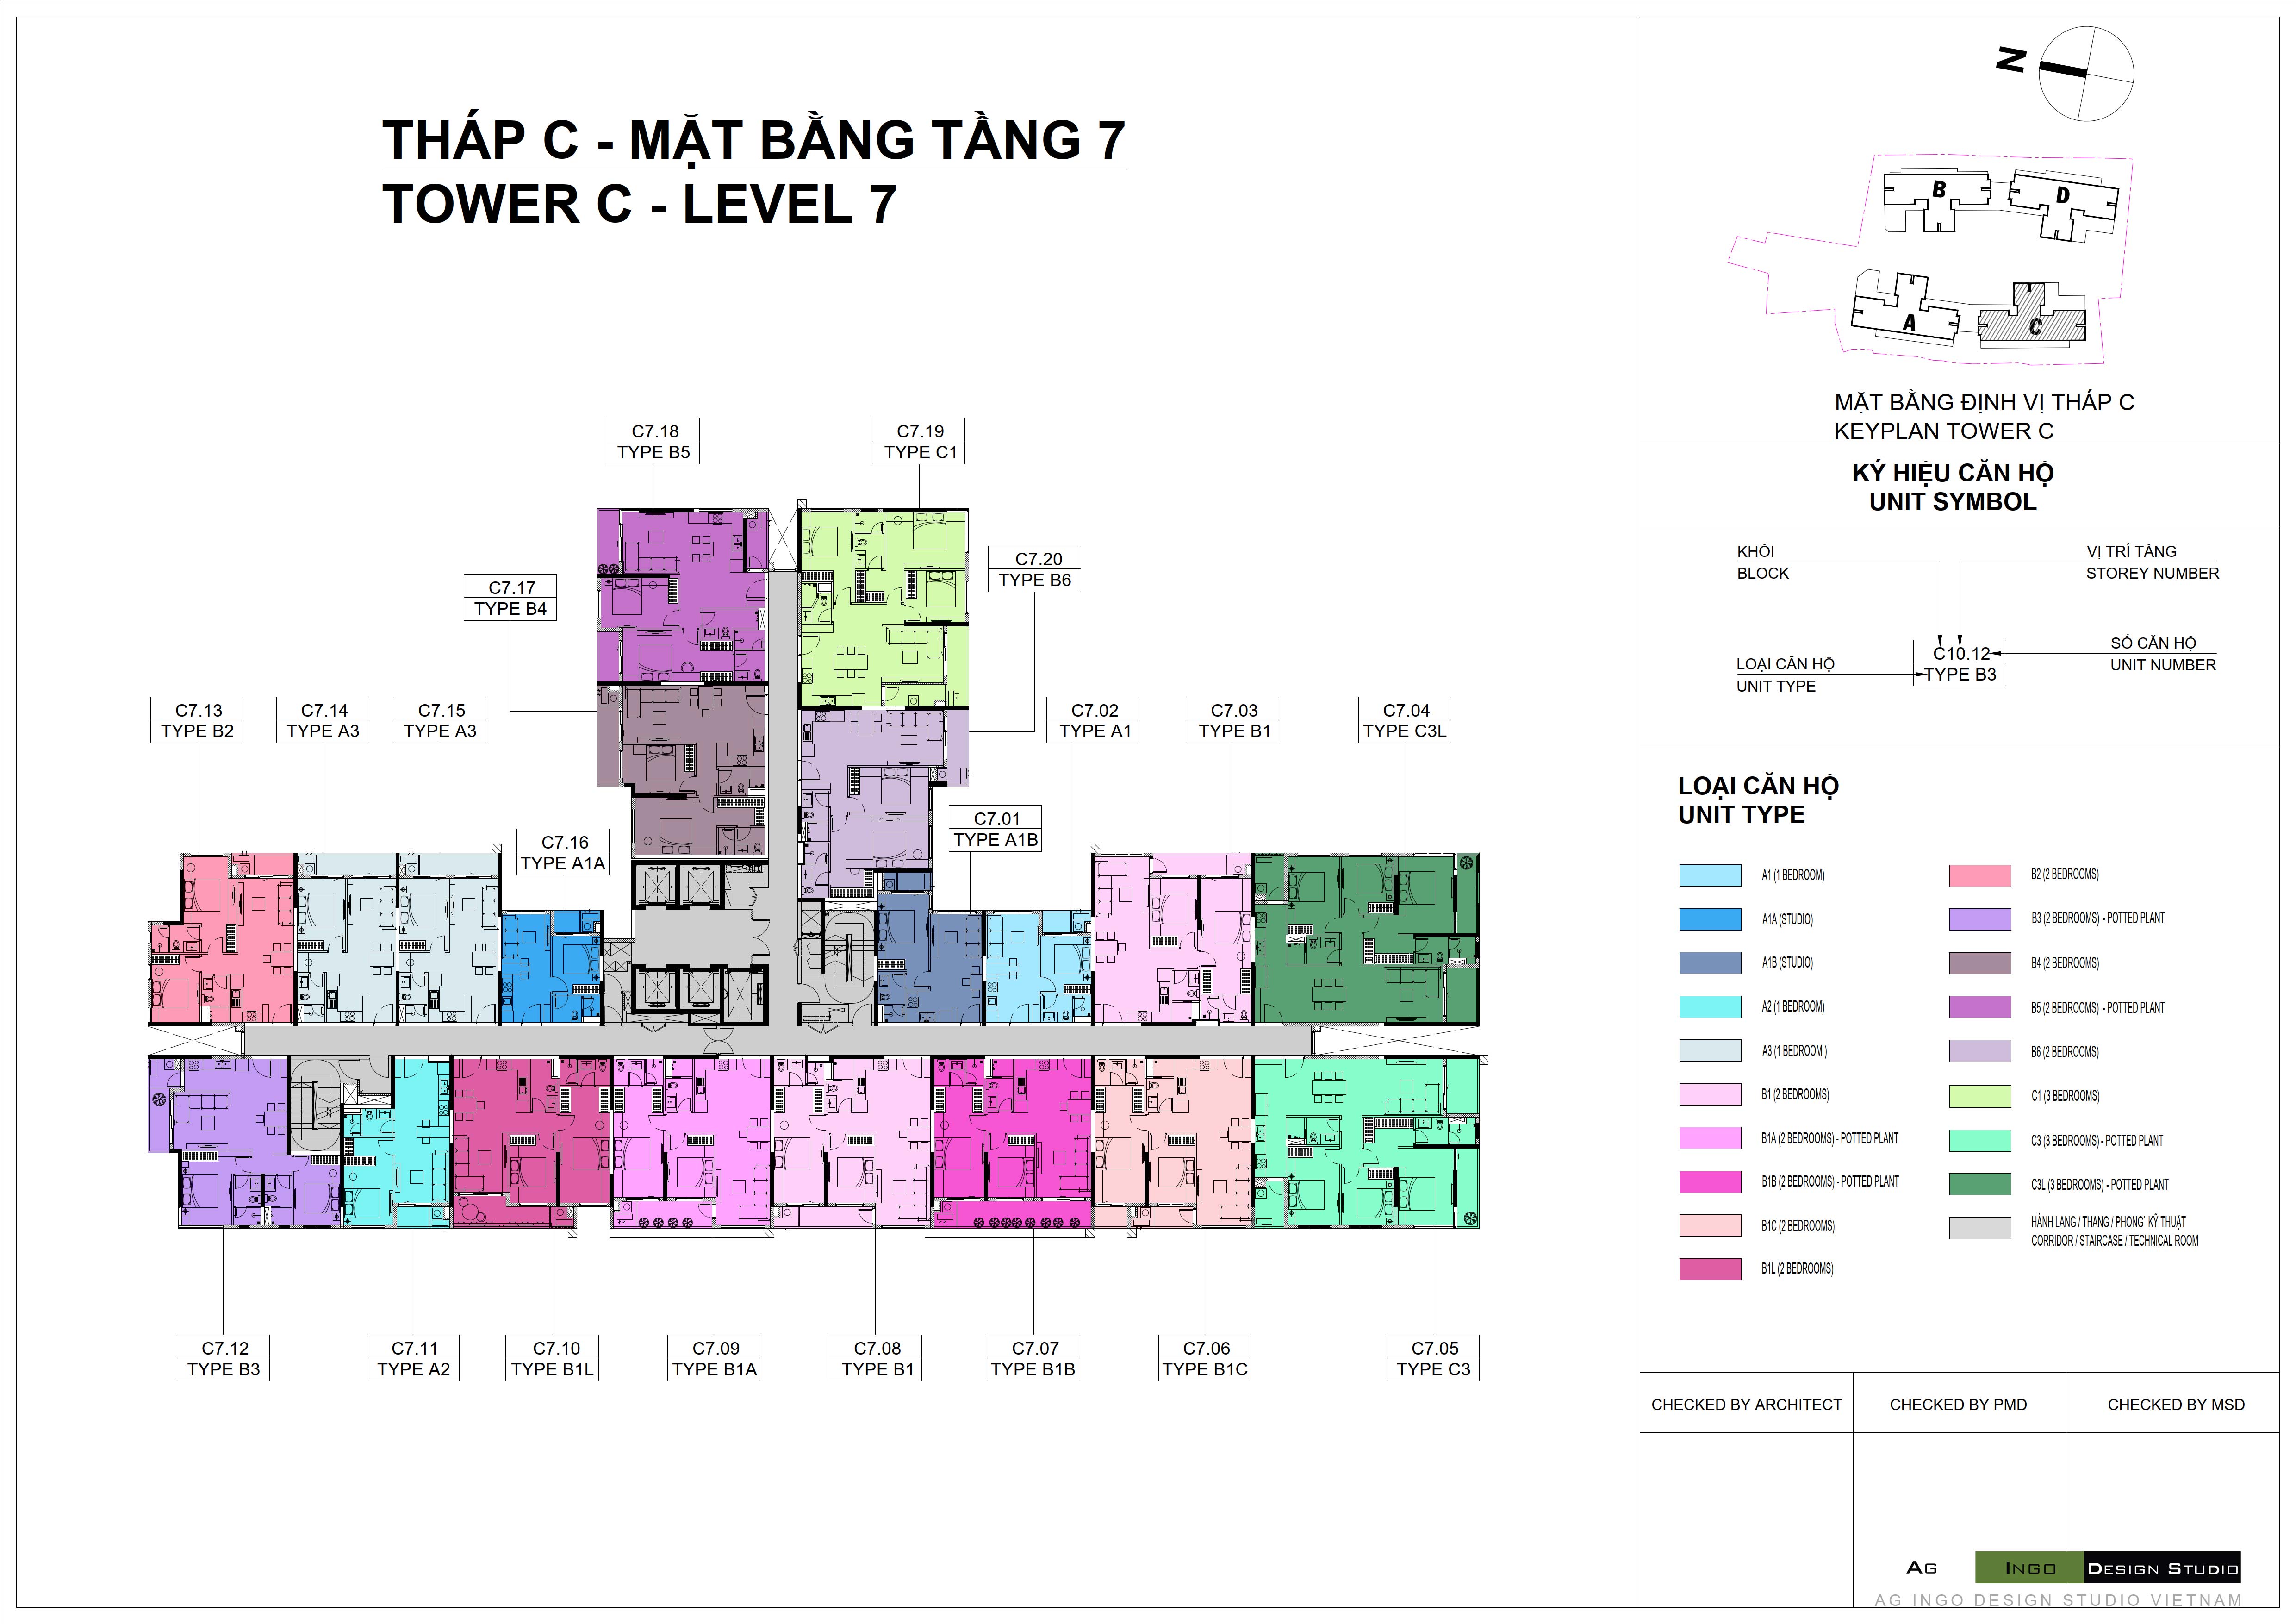 THÁP C - MẶT BẰNG TẦNG 7
TOWER C - LEVEL 7
C7.18
TYPE B5
C7.19
TYPE C1
C7.20
TYPE B6
C7.17
TYPE B4
C7.13
TYPE B2
C7.14
TYPE A3
C7.15
TYPE A3
C7.16
TYPE A1A
C7.01
TYPE A1B
C7.02
TYPE A1
C7.03
TYPE B1
C7.04
TYPE C3L
C7.12
TYPE B3
C7.11
TYPE A2
C7.10
TYPE B1L
C7.09
TYPE B1A
C7.08
TYPE B1
C7.07
TYPE B1B
C7.06
TYPE B1C
C7.05
TYPE C3
N
B
D
A
C
MẶT BẰNG ĐỊNH VỊ THÁP C
KEYPLAN TOWER C
KÝ HIỆU CĂN HỘ
UNIT SYMBOL
KHỐI
BLOCK
VỊ TRÍ TẦNG
STOREY NUMBER
C10.12
TYPE B3
SỐ CĂN HỘ
UNIT NUMBER
LOẠI CĂN HỘ
UNIT TYPE
LOẠI CĂN HỘ
UNIT TYPE
A1 (1 BEDROOM)
A1A (STUDIO)
A1B (STUDIO)
A2 (1 BEDROOM)
A3 (1 BEDROOM )
B1 (2 BEDROOMS)
B1A (2 BEDROOMS) - POTTED PLANT
B1B (2 BEDROOMS) - POTTED PLANT
B1C (2 BEDROOMS)
B1L (2 BEDROOMS)
B2 (2 BEDROOMS)
B3 (2 BEDROOMS) - POTTED PLANT
B4 (2 BEDROOMS)
B5 (2 BEDROOMS) - POTTED PLANT
B6 (2 BEDROOMS)
C1 (3 BEDROOMS)
C3 (3 BEDROOMS) - POTTED PLANT
C3L (3 BEDROOMS) - POTTED PLANT
HÀNH LANG / THANG / PHONG` KỸ THUẬT
CORRIDOR / STAIRCASE / TECHNICAL ROOM
CHECKED BY ARCHITECT
CHECKED BY PMD
CHECKED BY MSD
AG INGO DESIGN STUDIO
AG INGO DESIGN STUDIO VIETNAM